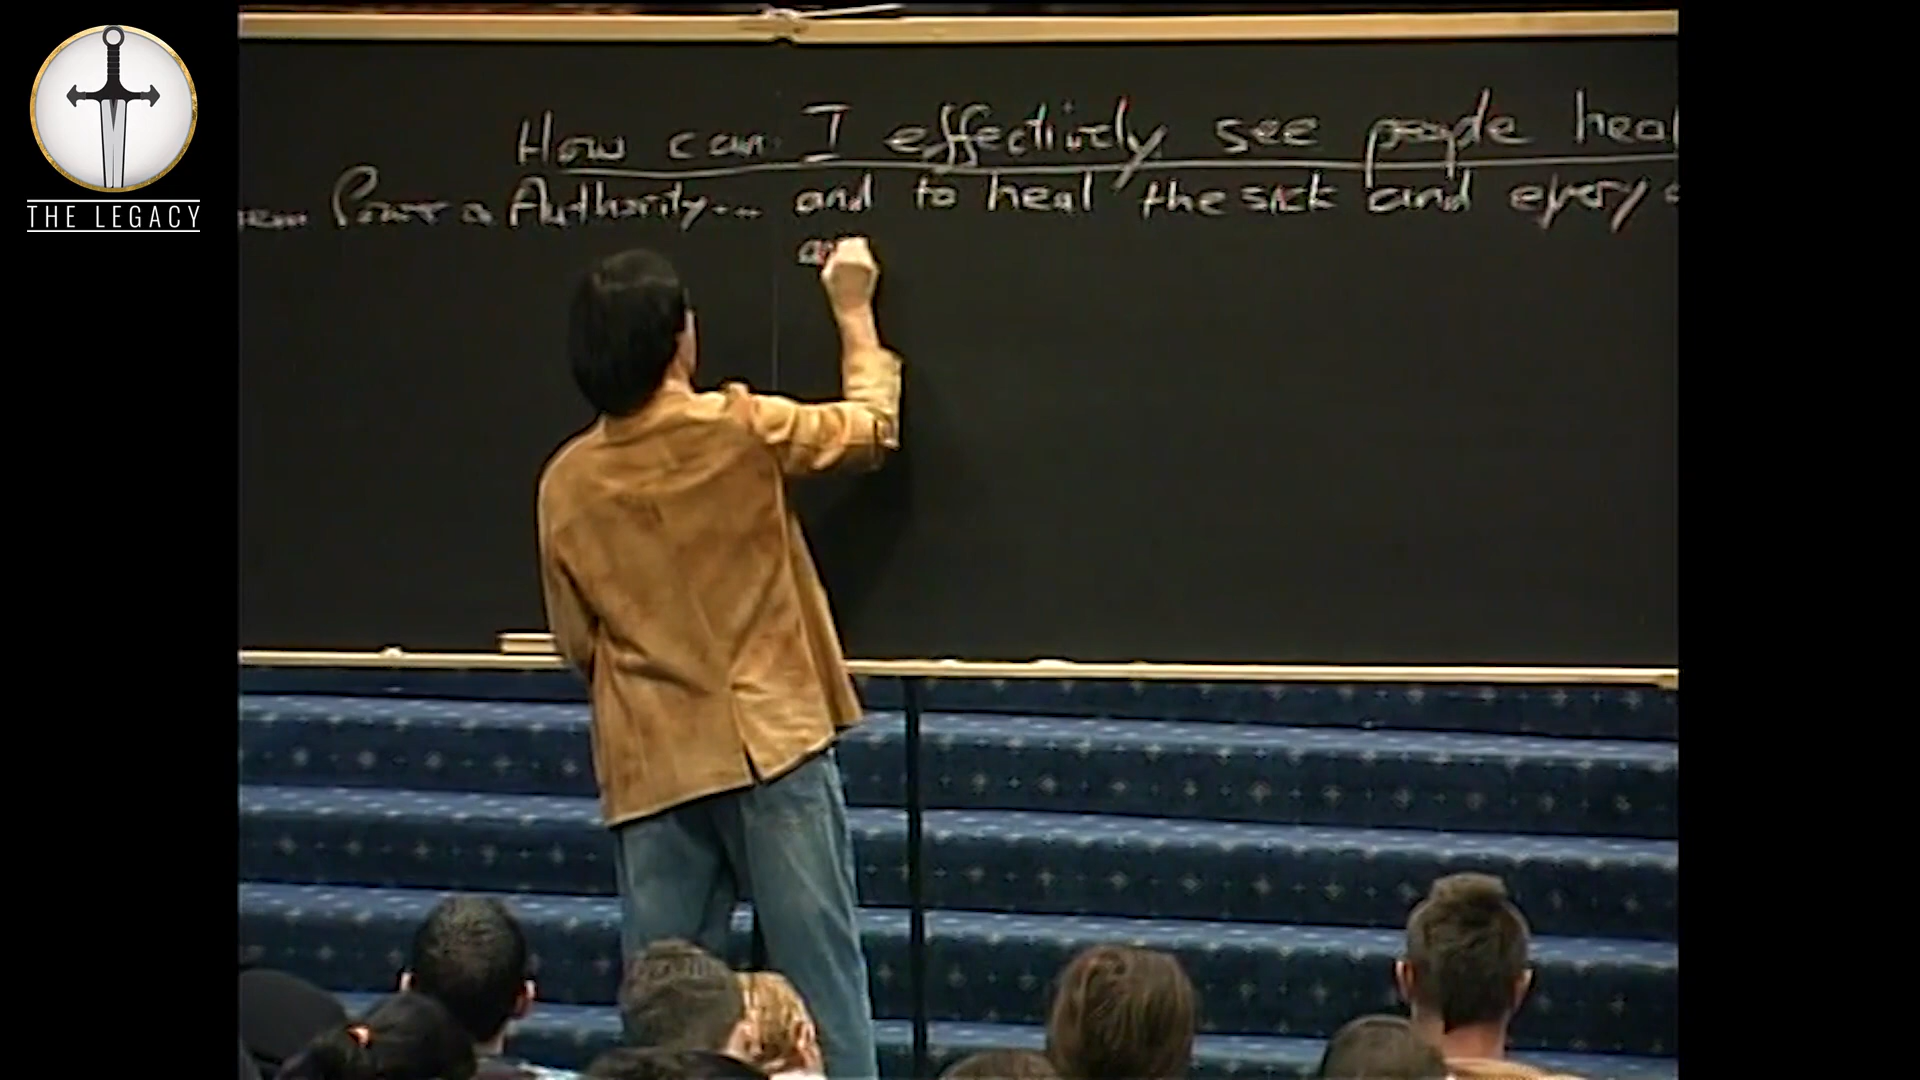 THE LEGACY
How can I effectively see people heal
Power & Authority... and to heal the sick and every